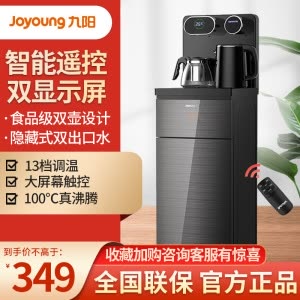 Joyoung 九阳
智能遥控
双显示屏
·食品级双壶设计
·隐藏式双出口水
13档调温
大屏幕触控
100°C真沸腾
到手价不高于:
¥349
收藏加购咨询客服有惊喜
全国联保 官方正品